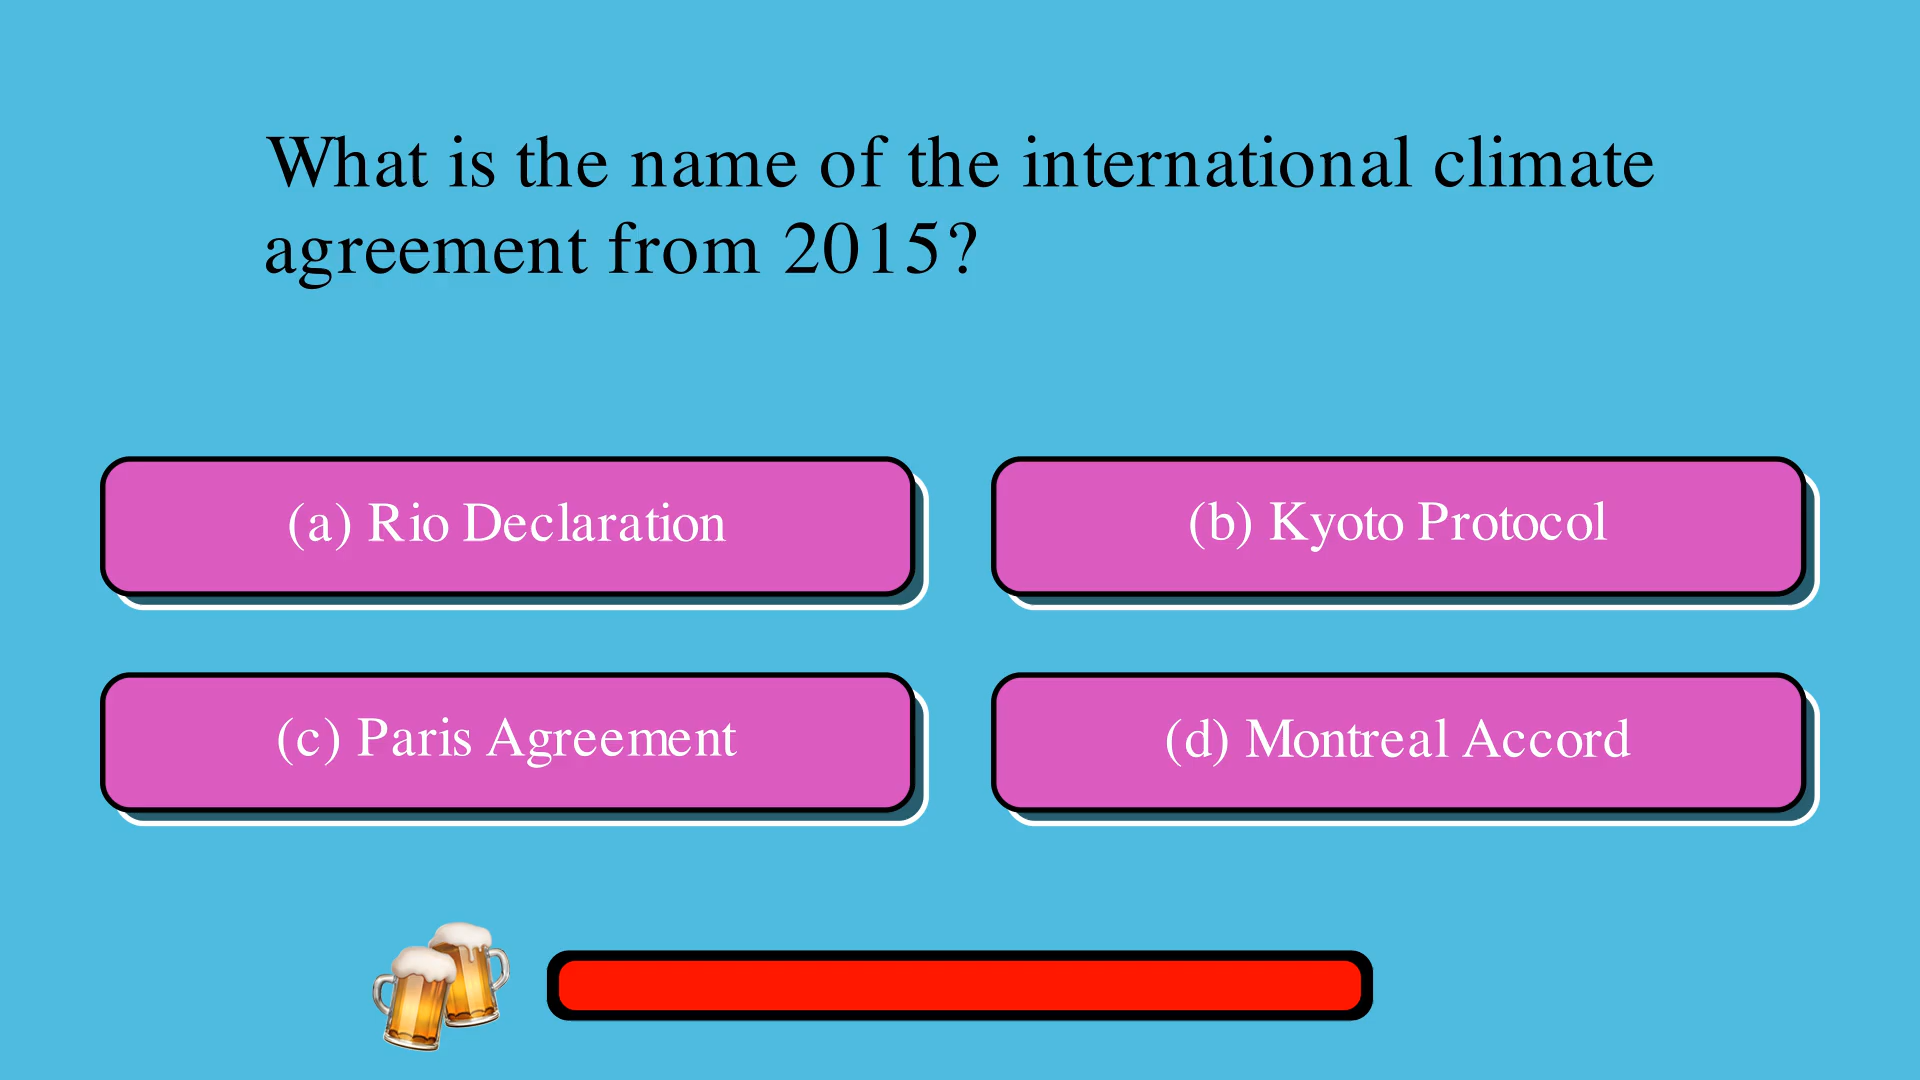 What is the name of the international climate
agreement from 2015?
(a) Rio Declaration
(b) Kyoto Protocol
(c) Paris Agreement
(d) Montreal Accord